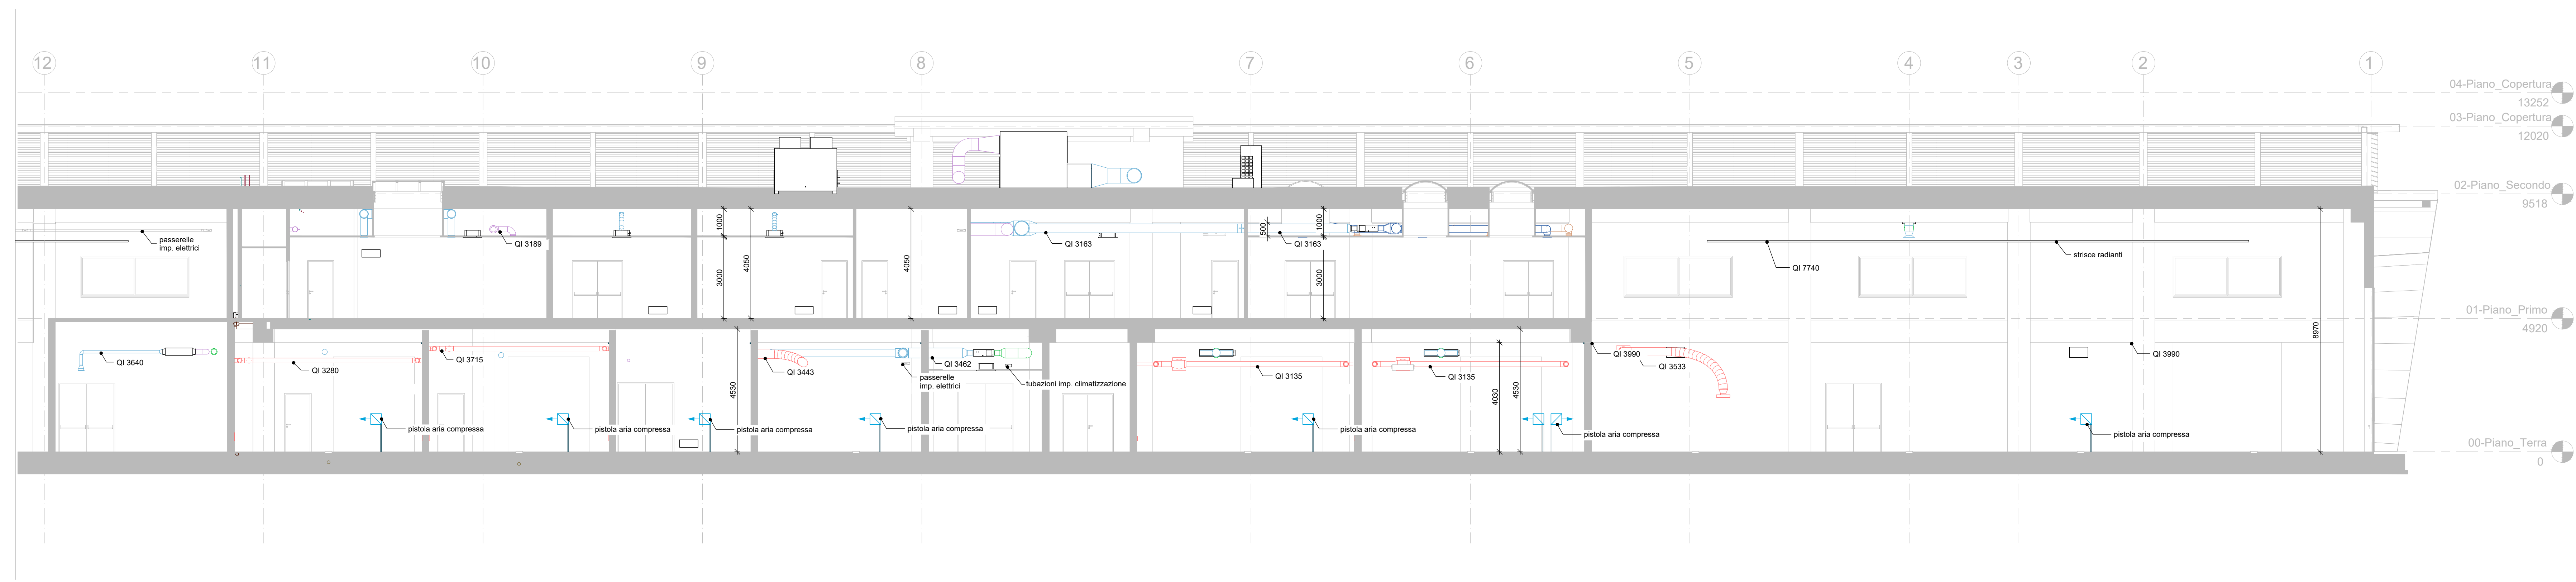 12 11 10 9 8 7 6 5 4 3 2 1
04-Piano_Copertura
13252
03-Piano_Copertura
12020
02-Piano_Secondo
9518
01-Piano_Primo
4920
00-Piano_Terra
0
passerelle
imp. elettrici
QI 3189
1000
3000
4050
4050
QI 3163
500
QI 3163
1000
3000
QI 7740
strisce radianti
8970
QI 3640
QI 3280
QI 3715
4530
QI 3443
QI 3462
passerelle
imp. elettrici
tubazioni imp. climatizzazione
QI 3135
QI 3135
4030
4530
QI 3990
QI 3533
QI 3990
pistola aria compressa
pistola aria compressa
pistola aria compressa
pistola aria compressa
pistola aria compressa
pistola aria compressa
pistola aria compressa